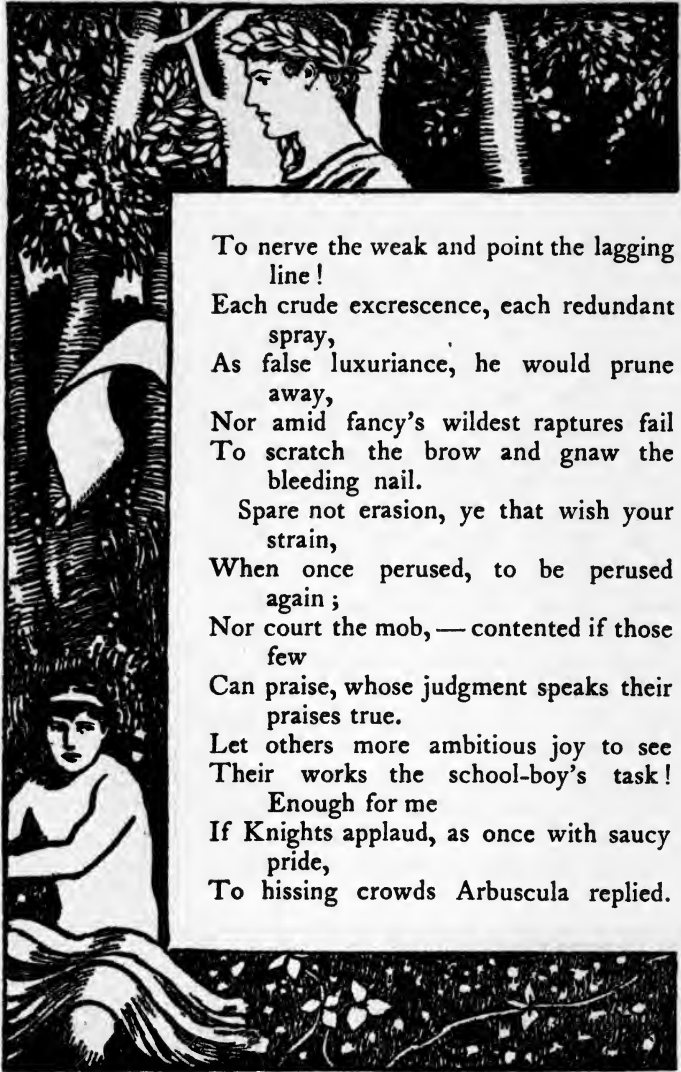 To nerve the weak and point the lagging
line !
Each crude excrescence, each redundant
spray,
As false luxuriance, he would prune
away,
Nor amid fancy's wildest raptures fail
To scratch the brow and gnaw the
bleeding nail.
Spare not erasion, ye that wish your
strain,
When once perused, to be perused
again ;
Nor court the mob, — contented if those
few
Can praise, whose judgment speaks their
praises true.
Let others more ambitious joy to see
Their works the school-boy's task !
Enough for me
If Knights applaud, as once with saucy
pride,
To hissing crowds Arbuscula replied.